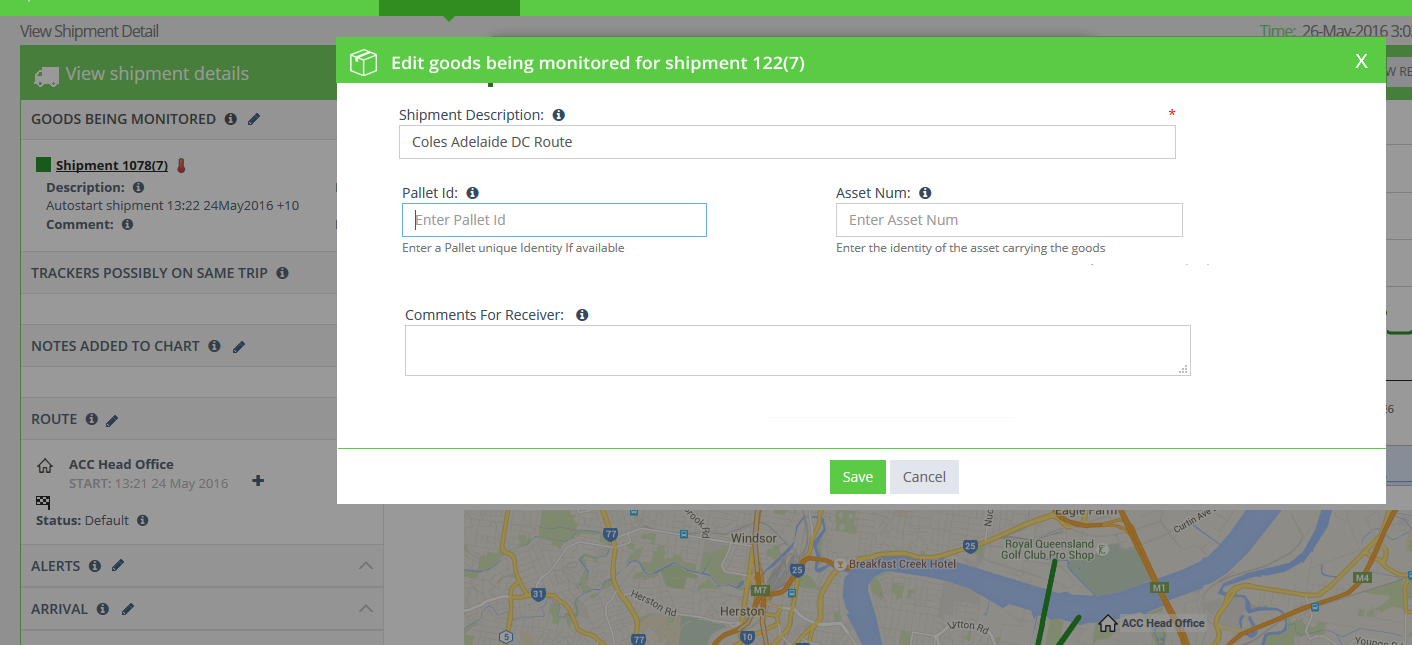 View Shipment Detail
Time: 26-May-2016 3:0
View shipment details
Edit goods being monitored for shipment 122(7)
X
W RE
GOODS BEING MONITORED
Shipment 1078(7)
Description:
Autostart shipment 13:22 24May2016 +10
Comment:
TRACKERS POSSIBLY ON SAME TRIP
NOTES ADDED TO CHART
ROUTE
ACC Head Office
START: 13:21 24 May 2016
Status: Default
ALERTS
ARRIVAL
Shipment Description:
*
Coles Adelaide DC Route
Pallet Id:
Enter Pallet Id
Enter a Pallet unique Identity If available
Asset Num:
Enter Asset Num
Enter the identity of the asset carrying the goods
Comments For Receiver:
Save
Cancel
26
77
Windsor
25
Breakfast Creek Hotel
25
Royal Queensland
Golf Club Pro Shop
Eagle Farm
Curtin Ave
M4
M1
31
Herston Rd
M7
Herston
5
77
10
Lytton Rd
ACC Head Office